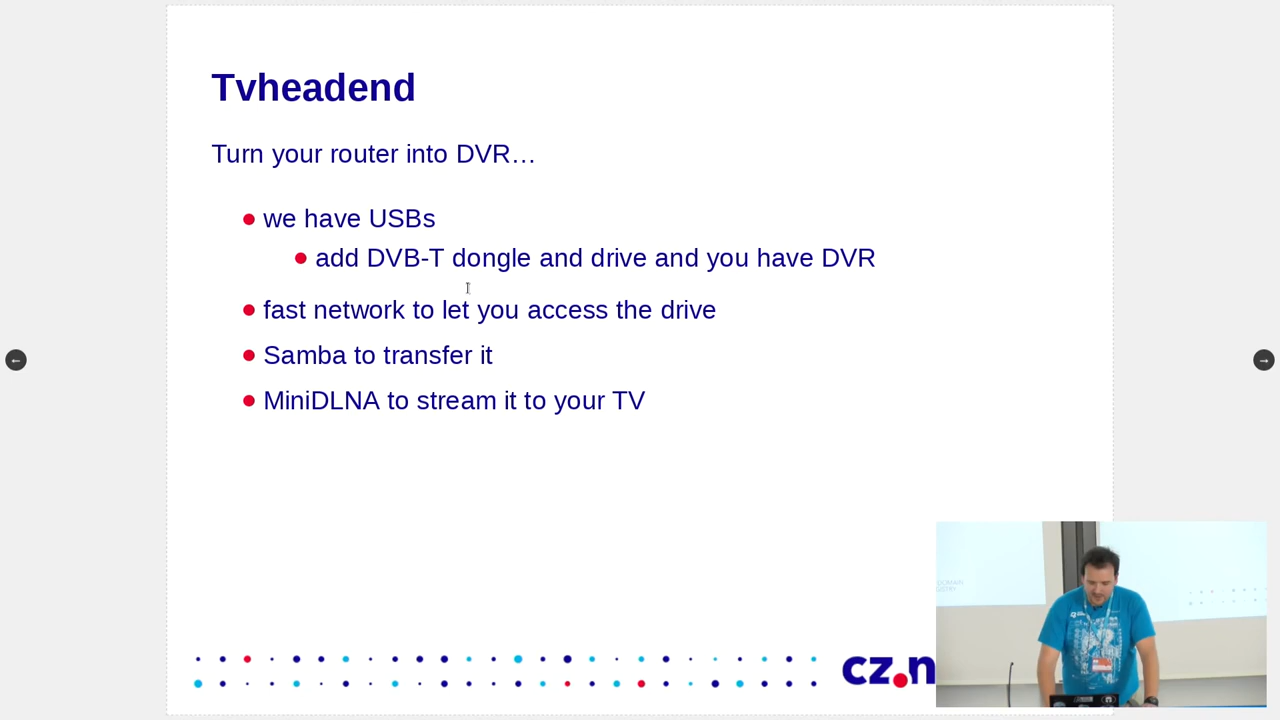 Tvheadend
Turn your router into DVR…
we have USBs
add DVB-T dongle and drive and you have DVR
fast network to let you access the drive
Samba to transfer it
MiniDLNA to stream it to your TV
cz.n